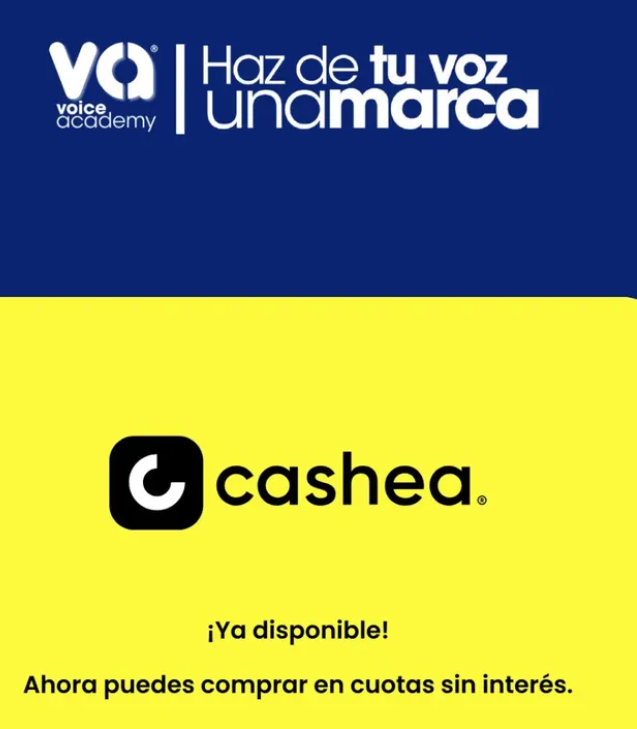 va®
voice
academy
Haz de tu voz
unamarca
cashea®
¡Ya disponible!
Ahora puedes comprar en cuotas sin interés.